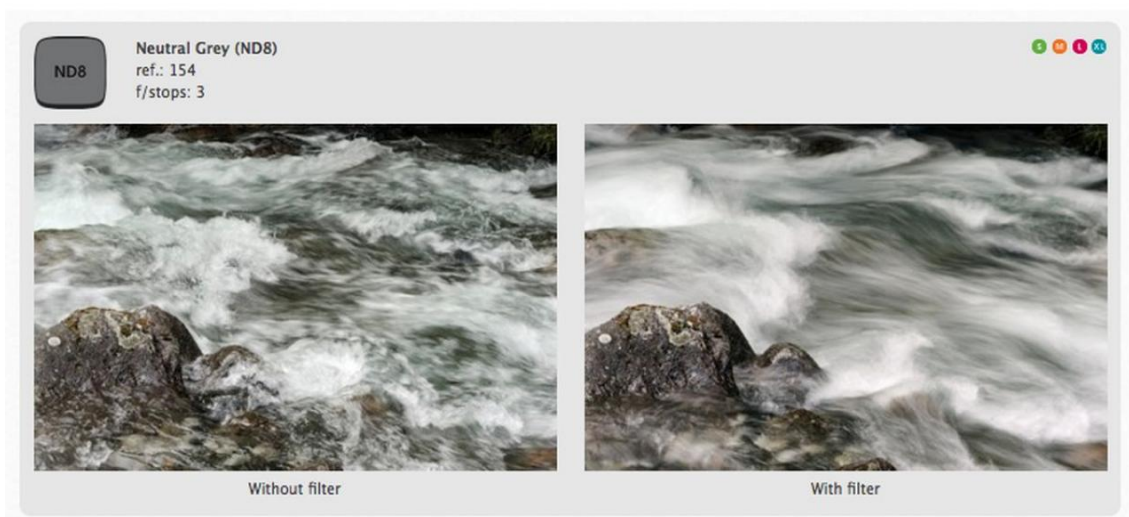 ND8
Neutral Grey (ND8)
ref.: 154
f/stops: 3
S M L XL
Without filter
With filter